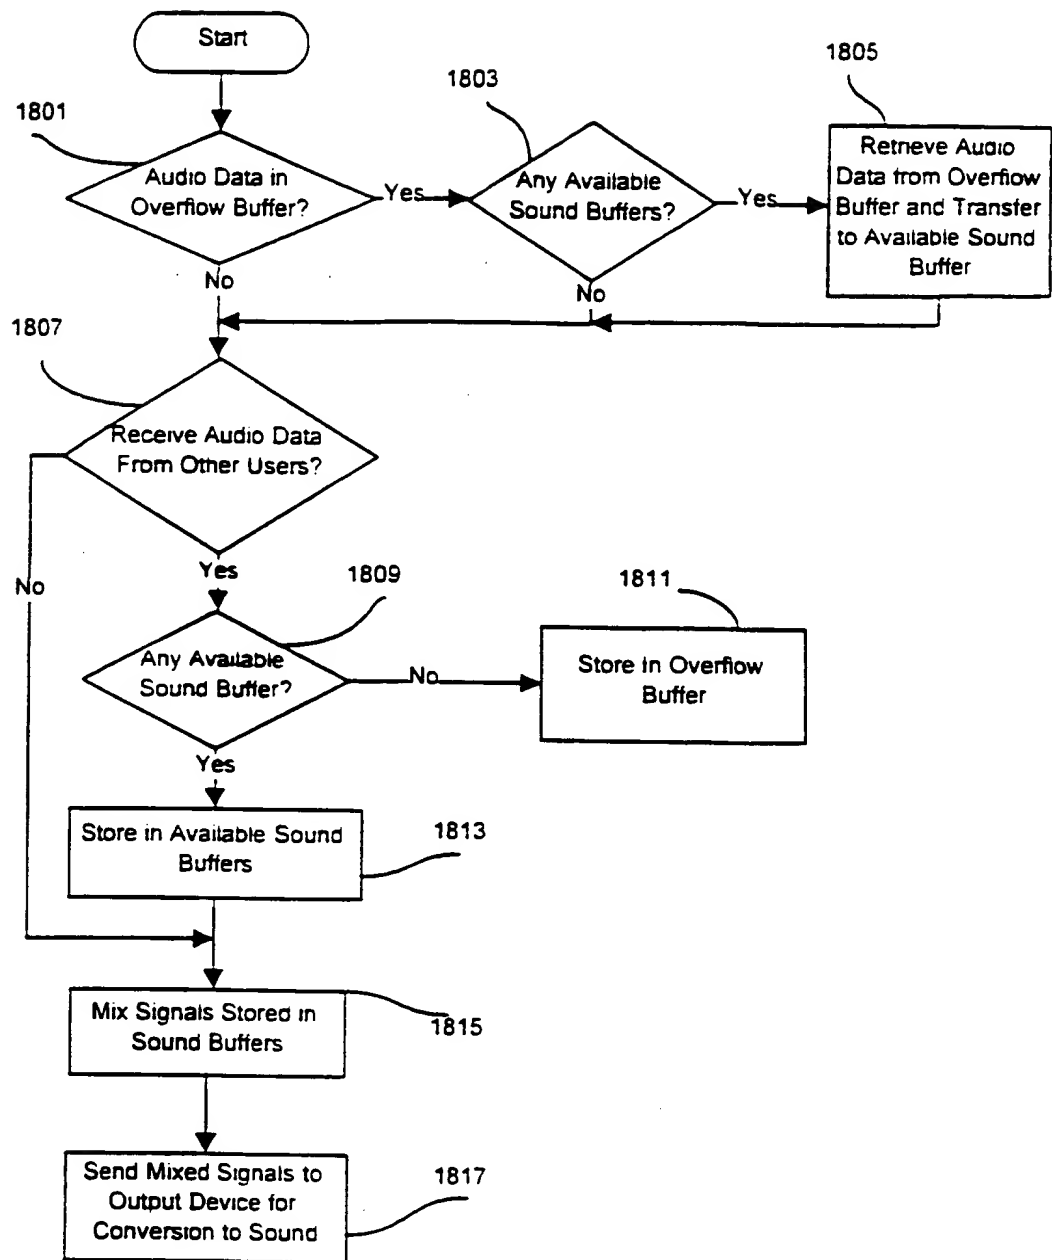 Start
1801
1803
1805
Audio Data in
Overflow Buffer?
Yes
Any Available
Sound Buffers?
Yes
Retrieve Audio
Data from Overflow
Buffer and Transfer
to Available Sound
Buffer
No
No
1807
Receive Audio Data
From Other Users?
No
Yes
1809
1811
Any Available
Sound Buffer?
No
Store in Overflow
Buffer
Yes
Store in Available Sound
Buffers
1813
Mix Signals Stored in
Sound Buffers
1815
Send Mixed Signals to
Output Device for
Conversion to Sound
1817